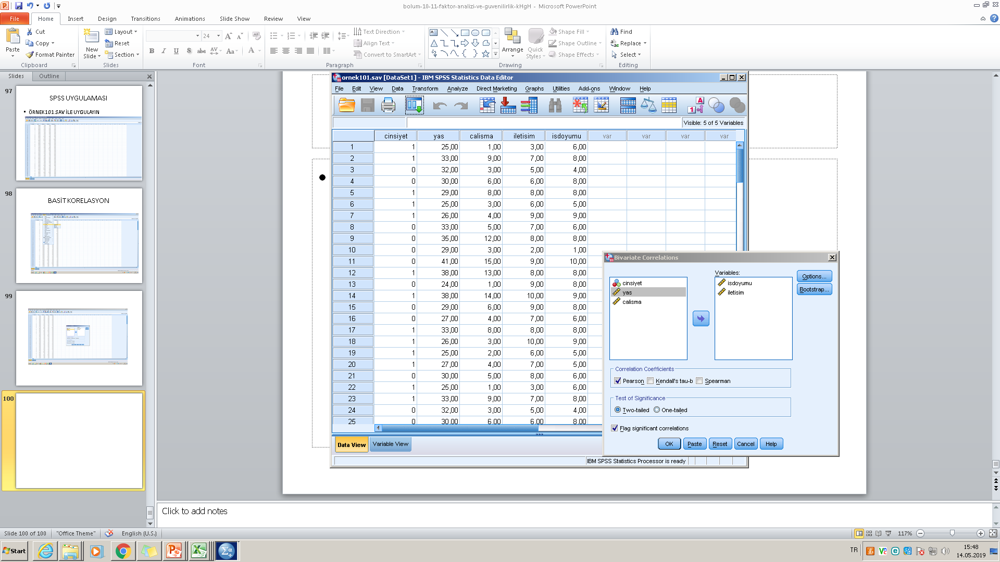 bolum-10-11-faktor-analizi-ve-guvenilirlik-kHgH - Microsoft PowerPoint
File Home Insert Design Transitions Animations Slide Show Review View
Cut
Copy
Format Painter
Paste
Clipboard
New Slide
Layout
Reset
Section
Slides
24
B I U S abc AV Aa A
Font
Text Direction
Align Text
Convert to SmartArt
Paragraph
Arrange
Quick Styles
Shape Fill
Shape Outline
Shape Effects
Drawing
Find
Replace
Select
Editing
Slides Outline
97
SPSS UYGULAMASI
• ÖRNEK101.SAV İLE UYGULAYIN
98
BASİT KORELASYON
99
100
ornek101.sav [DataSet1] - IBM SPSS Statistics Data Editor
File Edit View Data Transform Analyze Direct Marketing Graphs Utilities Add-ons Window Help
Visible: 5 of 5 Variables
cinsiyet yas calisma iletisim isdoyumu var var var var
1 1 25,00 1,00 3,00 6,00
2 1 33,00 9,00 7,00 8,00
3 0 32,00 3,00 5,00 4,00
4 0 30,00 6,00 6,00 8,00
5 1 29,00 8,00 8,00 8,00
6 1 25,00 3,00 6,00 5,00
7 1 26,00 4,00 9,00 9,00
8 0 33,00 5,00 7,00 6,00
9 0 35,00 12,00 8,00 8,00
10 0 29,00 3,00 2,00 1,00
11 0 41,00 15,00 9,00 10,00
12 1 38,00 13,00 8,00 8,00
13 0 24,00 1,00 9,00 8,00
14 1 38,00 14,00 10,00 9,00
15 0 29,00 6,00 9,00 8,00
16 0 27,00 4,00 7,00 6,00
17 1 33,00 8,00 8,00 8,00
18 1 26,00 3,00 10,00 9,00
19 1 25,00 2,00 6,00 5,00
20 1 27,00 4,00 7,00 5,00
21 0 30,00 5,00 8,00 6,00
22 1 25,00 1,00 3,00 6,00
23 1 33,00 9,00 7,00 8,00
24 0 32,00 3,00 5,00 4,00
25 0 30,00 6,00 6,00 8,00
Data View Variable View
IBM SPSS Statistics Processor is ready
Bivariate Correlations
cinsiyet
yas
calisma
Variables:
isdoyumu
iletisim
Options...
Bootstrap...
Correlation Coefficients
Pearson Kendall's tau-b Spearman
Test of Significance
Two-tailed One-tailed
Flag significant correlations
OK Paste Reset Cancel Help
Click to add notes
Slide 100 of 100 "Office Theme" English (U.S.)
117%
Start
TR
15:48
14.05.2019